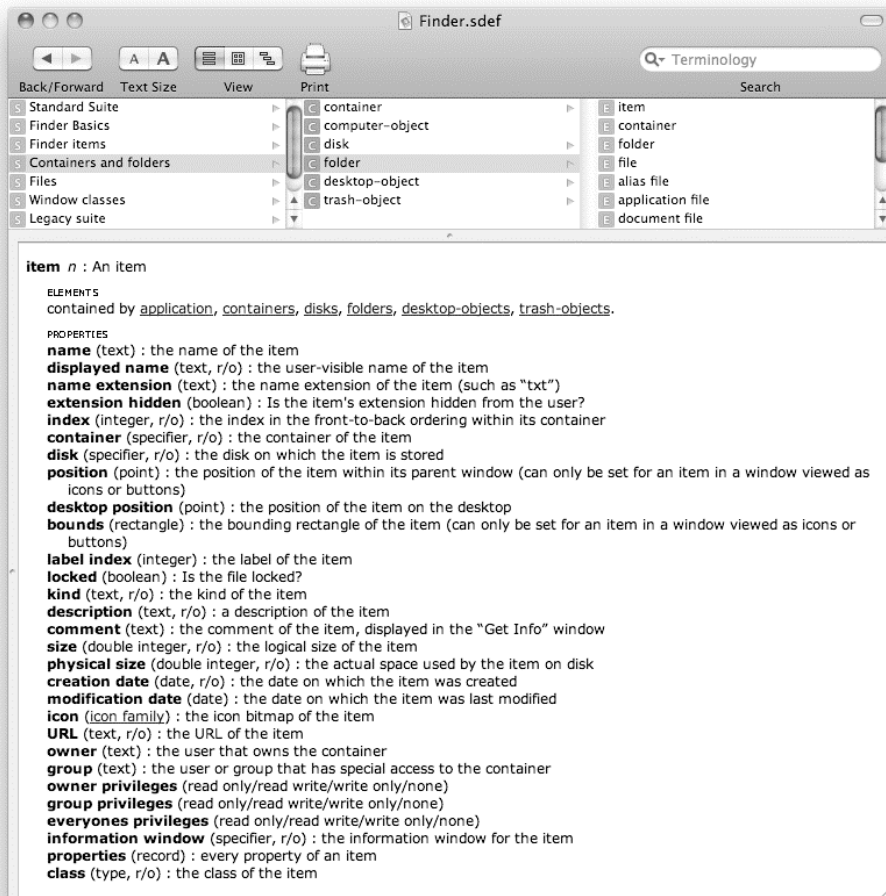 Finder.sdef
A A
Terminology
Back/Forward Text Size View Print Search
S Standard Suite
S Finder Basics
S Finder items
S Containers and folders
S Files
S Window classes
S Legacy suite
C container
C computer-object
C disk
C folder
C desktop-object
C trash-object
E item
E container
E folder
E file
E alias file
E application file
E document file
item n : An item
ELEMENTS
contained by application, containers, disks, folders, desktop-objects, trash-objects.
PROPERTIES
name (text) : the name of the item
displayed name (text, r/o) : the user-visible name of the item
name extension (text) : the name extension of the item (such as “txt”)
extension hidden (boolean) : Is the item's extension hidden from the user?
index (integer, r/o) : the index in the front-to-back ordering within its container
container (specifier, r/o) : the container of the item
disk (specifier, r/o) : the disk on which the item is stored
position (point) : the position of the item within its parent window (can only be set for an item in a window viewed as
icons or buttons)
desktop position (point) : the position of the item on the desktop
bounds (rectangle) : the bounding rectangle of the item (can only be set for an item in a window viewed as icons or
buttons)
label index (integer) : the label of the item
locked (boolean) : Is the file locked?
kind (text, r/o) : the kind of the item
description (text, r/o) : a description of the item
comment (text) : the comment of the item, displayed in the “Get Info” window
size (double integer, r/o) : the logical size of the item
physical size (double integer, r/o) : the actual space used by the item on disk
creation date (date, r/o) : the date on which the item was created
modification date (date) : the date on which the item was last modified
icon (icon family) : the icon bitmap of the item
URL (text, r/o) : the URL of the item
owner (text) : the user that owns the container
group (text) : the user or group that has special access to the container
owner privileges (read only/read write/write only/none)
group privileges (read only/read write/write only/none)
everyones privileges (read only/read write/write only/none)
information window (specifier, r/o) : the information window for the item
properties (record) : every property of an item
class (type, r/o) : the class of the item